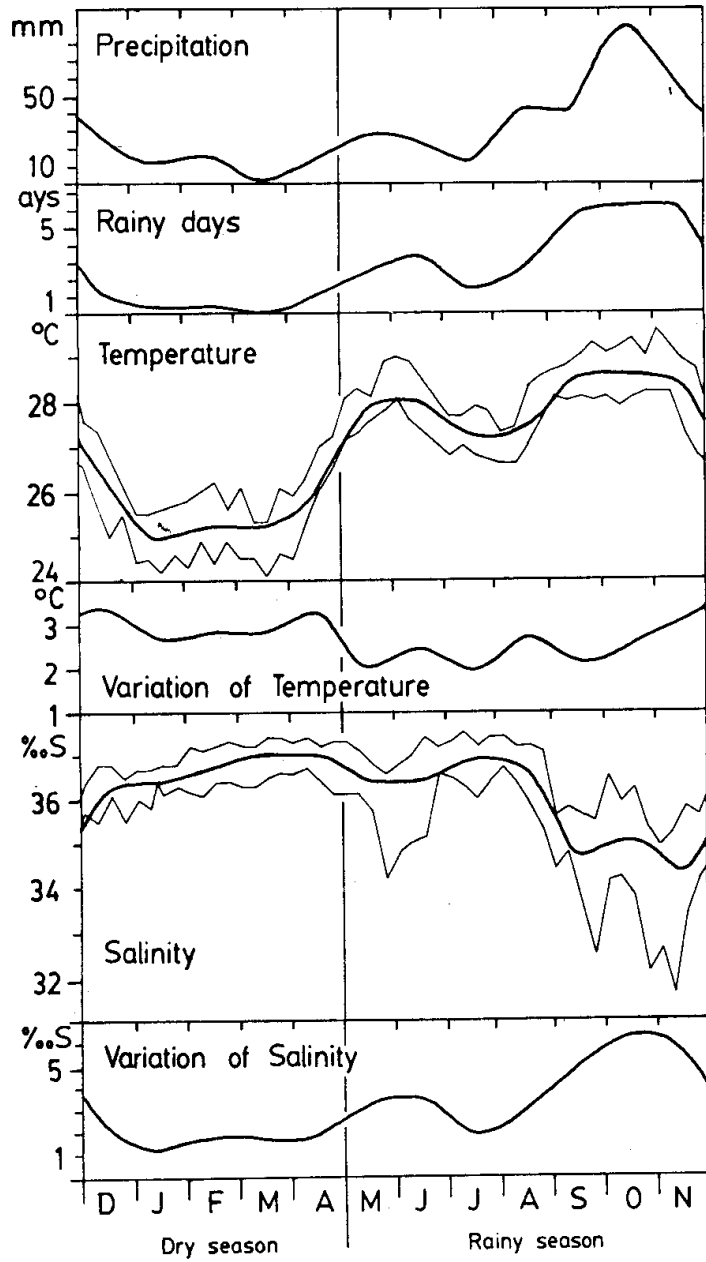 mm
Precipitation
50
10
ays
Rainy days
5
1
°C
Temperature
28
26
24
°C
3
2
Variation of Temperature
1
‰S
36
34
Salinity
32
‰S
Variation of Salinity
5
1
D J F M A M J J A S O N
Dry season Rainy season